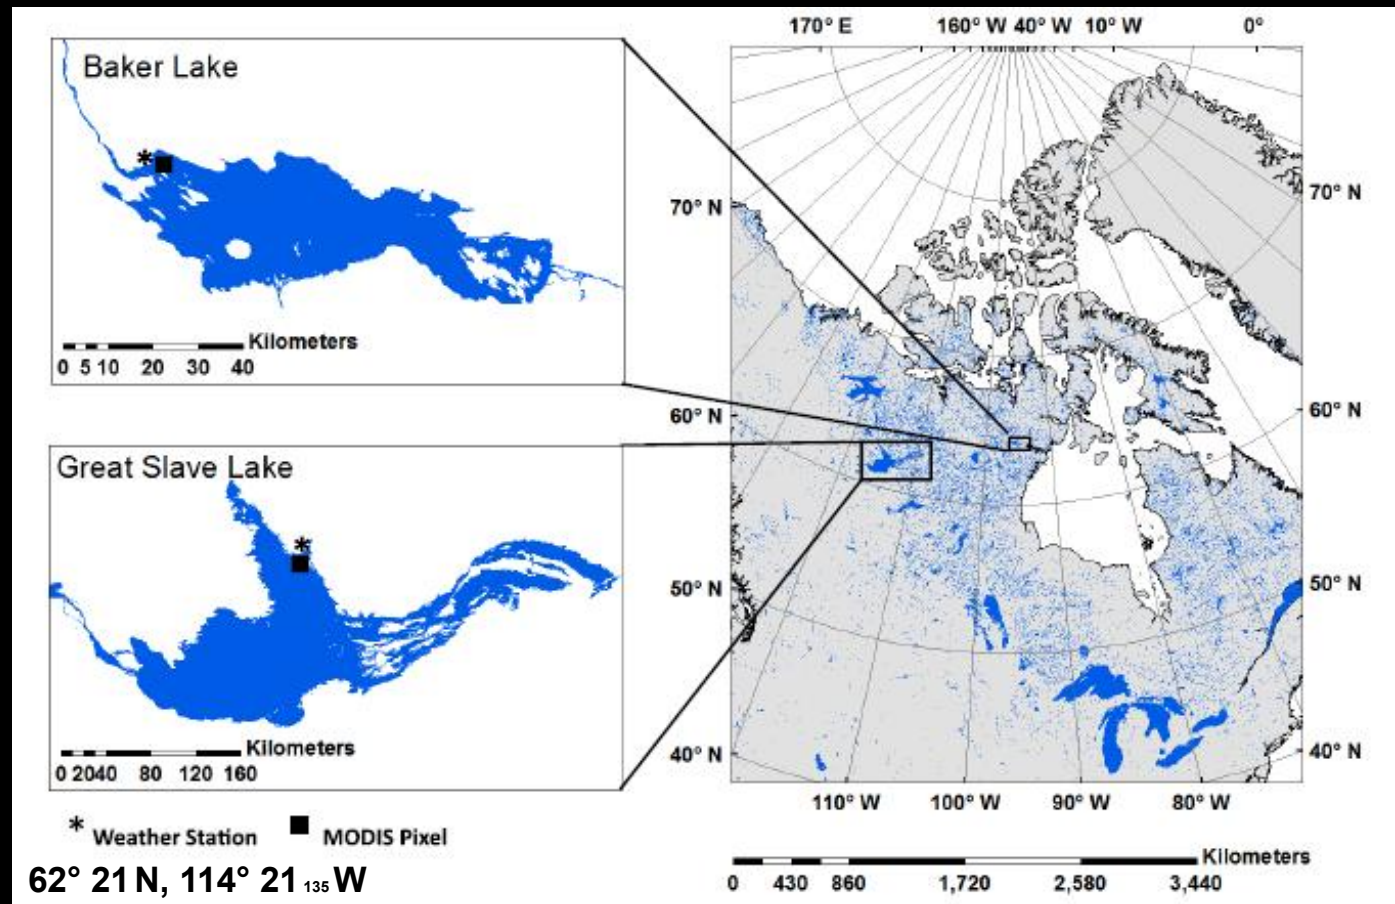 170° E 160° W 40° W 10° W 0°
Baker Lake
70° N
70° N
Kilometers
0 5 10 20 30 40
60° N
60° N
Great Slave Lake
50° N
50° N
Kilometers
0 20 40 80 120 160
40° N
40° N
110° W 100° W 90° W 80° W
* Weather Station ■ MODIS Pixel
Kilometers
0 430 860 1,720 2,580 3,440
62° 21 N, 114° 21 135 W